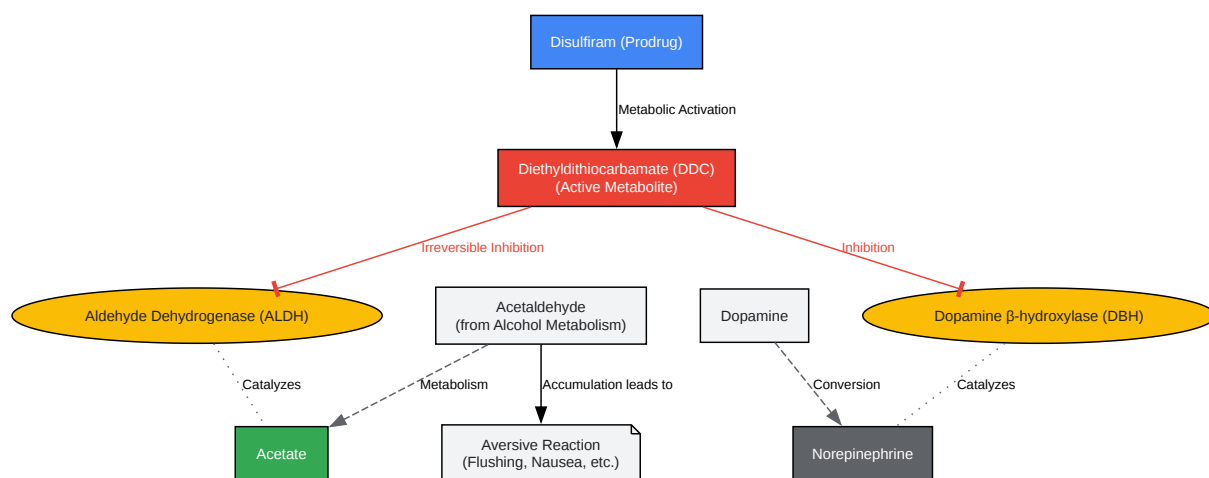 Disulfiram (Prodrug)
Metabolic Activation
Diethyldithiocarbamate (DDC)
(Active Metabolite)
Irreversible Inhibition
Inhibition
Aldehyde Dehydrogenase (ALDH)
Acetaldehyde
(from Alcohol Metabolism)
Dopamine
Dopamine β-hydroxylase (DBH)
Catalyzes
Metabolism
Accumulation leads to
Conversion
Catalyzes
Acetate
Aversive Reaction
(Flushing, Nausea, etc.)
Norepinephrine